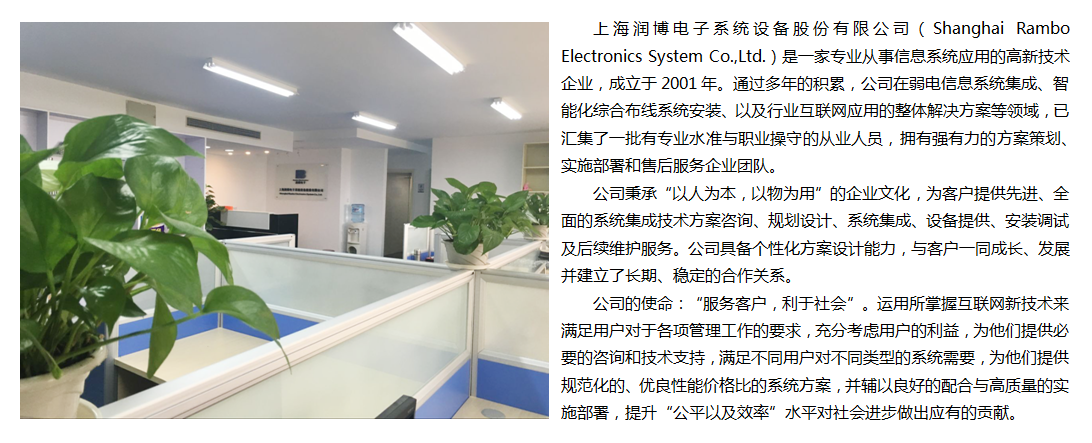 上海润博电子系统设备股份有限公司（Shanghai Rambo
Electronics System Co.,Ltd.）是一家专业从事信息系统应用的高新技术
企业，成立于 2001 年。通过多年的积累，公司在弱电信息系统集成、智
能化综合布线系统安装、以及行业互联网应用的整体解决方案等领域，已
汇集了一批有专业水准与职业操守的从业人员，拥有强有力的方案策划、
实施部署和售后服务企业团队。
公司秉承“以人为本，以物为用”的企业文化，为客户提供先进、全
面的系统集成技术方案咨询、规划设计、系统集成、设备提供、安装调试
及后续维护服务。公司具备个性化方案设计能力，与客户一同成长、发展
并建立了长期、稳定的合作关系。
公司的使命：“服务客户，利于社会”。运用所掌握互联网新技术来
满足用户对于各项管理工作的要求，充分考虑用户的利益，为他们提供必
要的咨询和技术支持，满足不同用户对不同类型的系统需要，为他们提供
规范化的、优良性能价格比的系统方案，并辅以良好的配合与高质量的实
施部署，提升“公平以及效率”水平对社会进步做出应有的贡献。